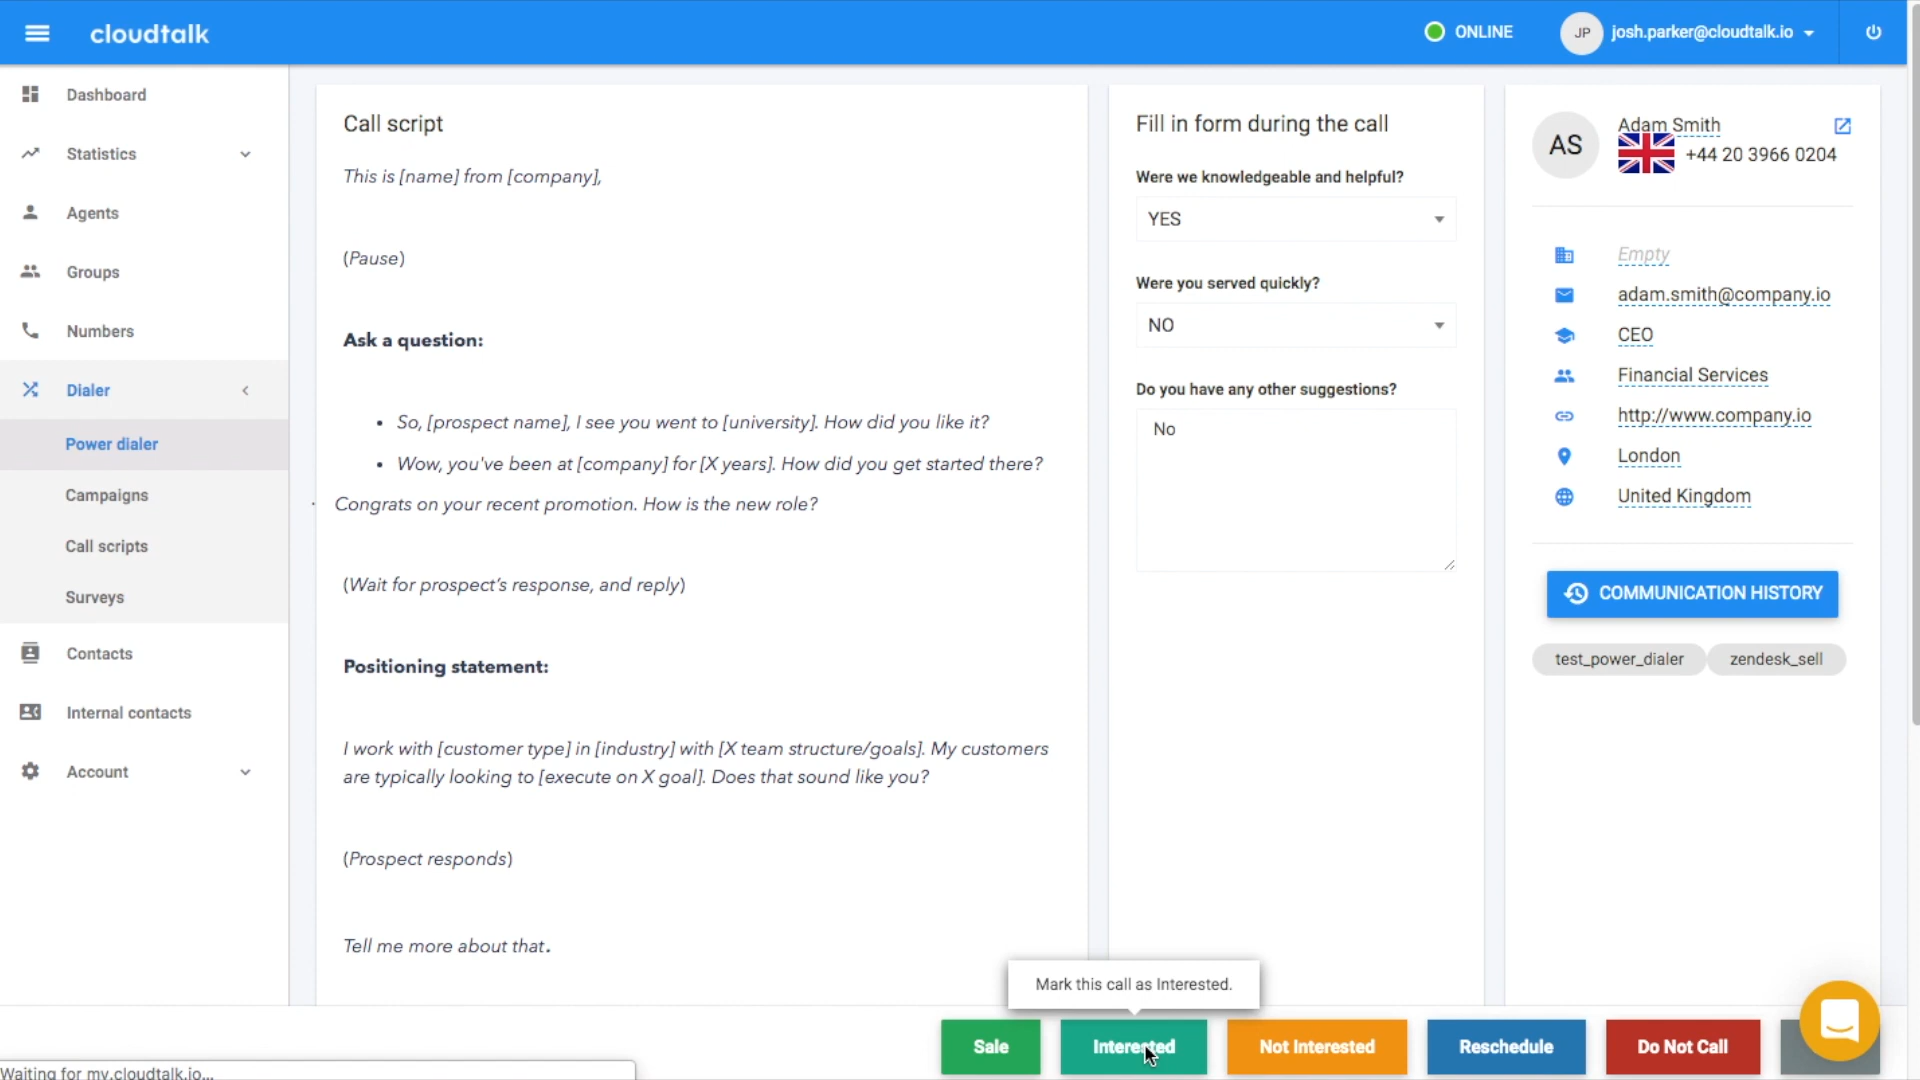 cloudtalk
ONLINE
JP
josh.parker@cloudtalk.io
Dashboard
Statistics
Agents
Groups
Numbers
Dialer
Power dialer
Campaigns
Call scripts
Surveys
Contacts
Internal contacts
Account
Call script
This is [name] from [company],
(Pause)
Ask a question:
• So, [prospect name], I see you went to [university]. How did you like it?
• Wow, you've been at [company] for [X years]. How did you get started there?
· Congrats on your recent promotion. How is the new role?
(Wait for prospect's response, and reply)
Positioning statement:
I work with [customer type] in [industry] with [X team structure/goals]. My customers
are typically looking to [execute on X goal]. Does that sound like you?
(Prospect responds)
Tell me more about that.
Fill in form during the call
Were we knowledgeable and helpful?
YES
Were you served quickly?
NO
Do you have any other suggestions?
No
AS
Adam Smith
+44 20 3966 0204
Empty
adam.smith@company.io
CEO
Financial Services
http://www.company.io
London
United Kingdom
COMMUNICATION HISTORY
test_power_dialer
zendesk_sell
Mark this call as Interested.
Sale
Interested
Not Interested
Reschedule
Do Not Call
Waiting for my.cloudtalk.io...